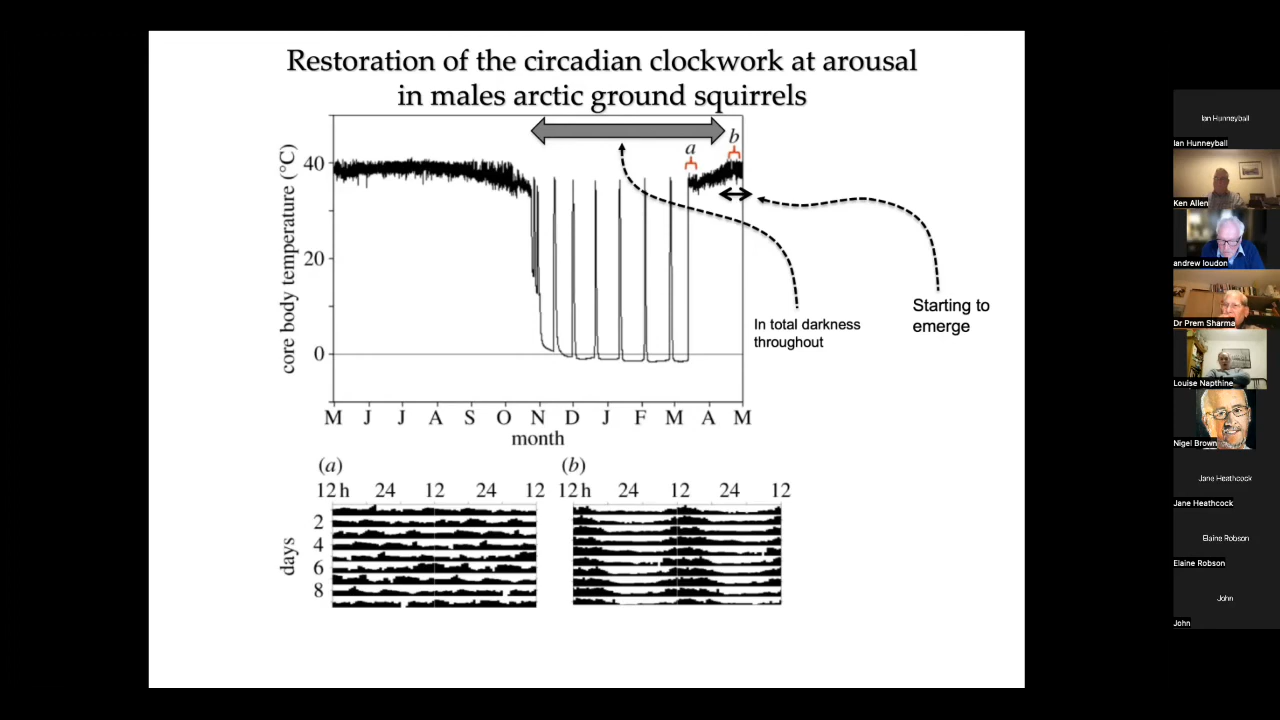 Restoration of the circadian clockwork at arousal
in males arctic ground squirrels
a
b
core body temperature (°C)
40
20
0
In total darkness
throughout
Starting to
emerge
M J J A S O N D J F M A M
month
(a)
(b)
12 h 24 12 24 12
12 h 24 12 24 12
days
2
4
6
8
Ian Hunneyball
Ian Hunneyball
Ken Allen
andrew loudon
Dr Prem Sharma
Louise Napthine
Nigel Brown
Jane Heathcock
Jane Heathcock
Elaine Robson
Elaine Robson
John
John